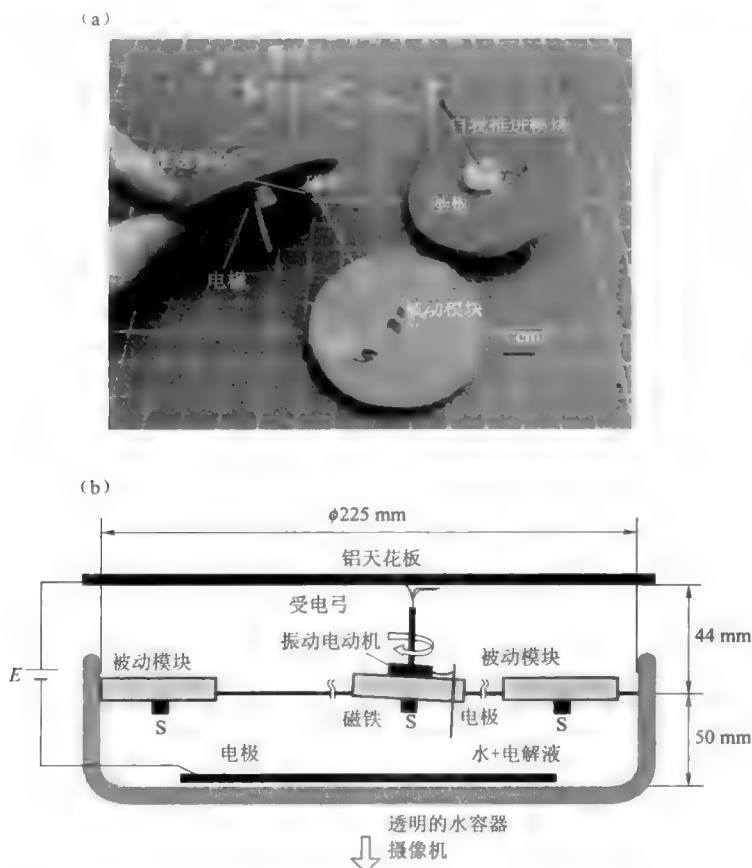 (a)
自我推进模块
基板
电极
被动模块
cm
(b)
ϕ225 mm
铝天花板
受电弓
振动电动机
44 mm
被动模块
被动模块
E
S
磁铁
S
电极
S
50 mm
电极
水+电解液
透明的水容器
摄像机